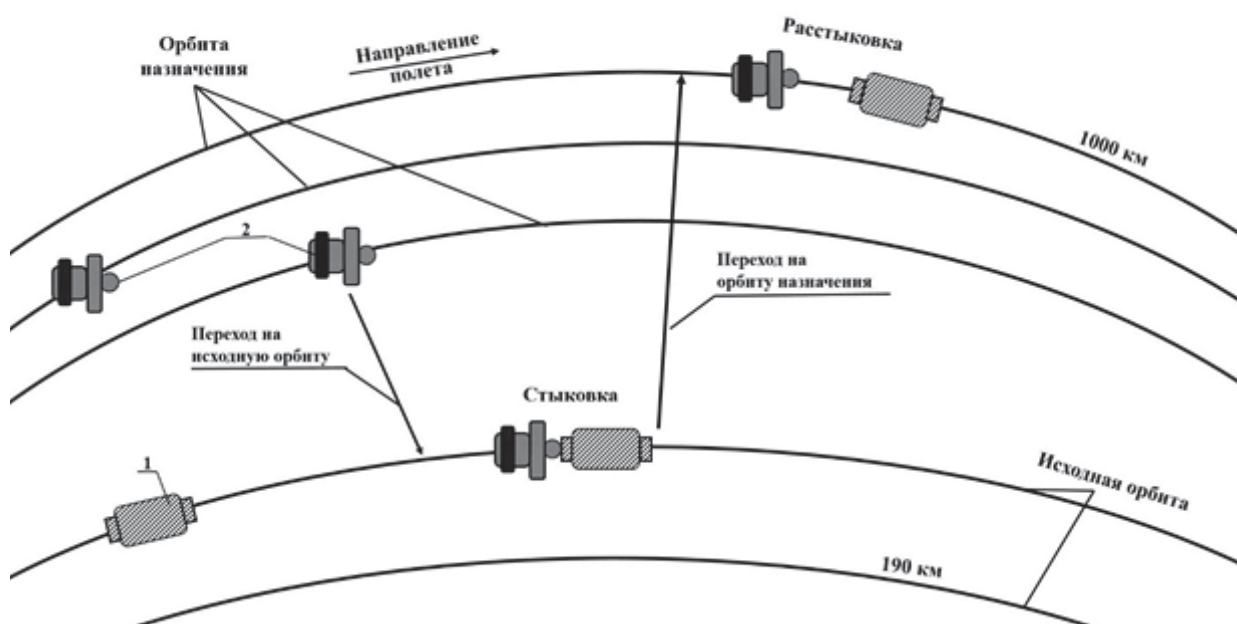 Орбита
назначения
Направление
полета
Расстыковка
1000 км
2
Переход на
орбиту назначения
Переход на
исходную орбиту
Стыковка
1
Исходная орбита
190 км